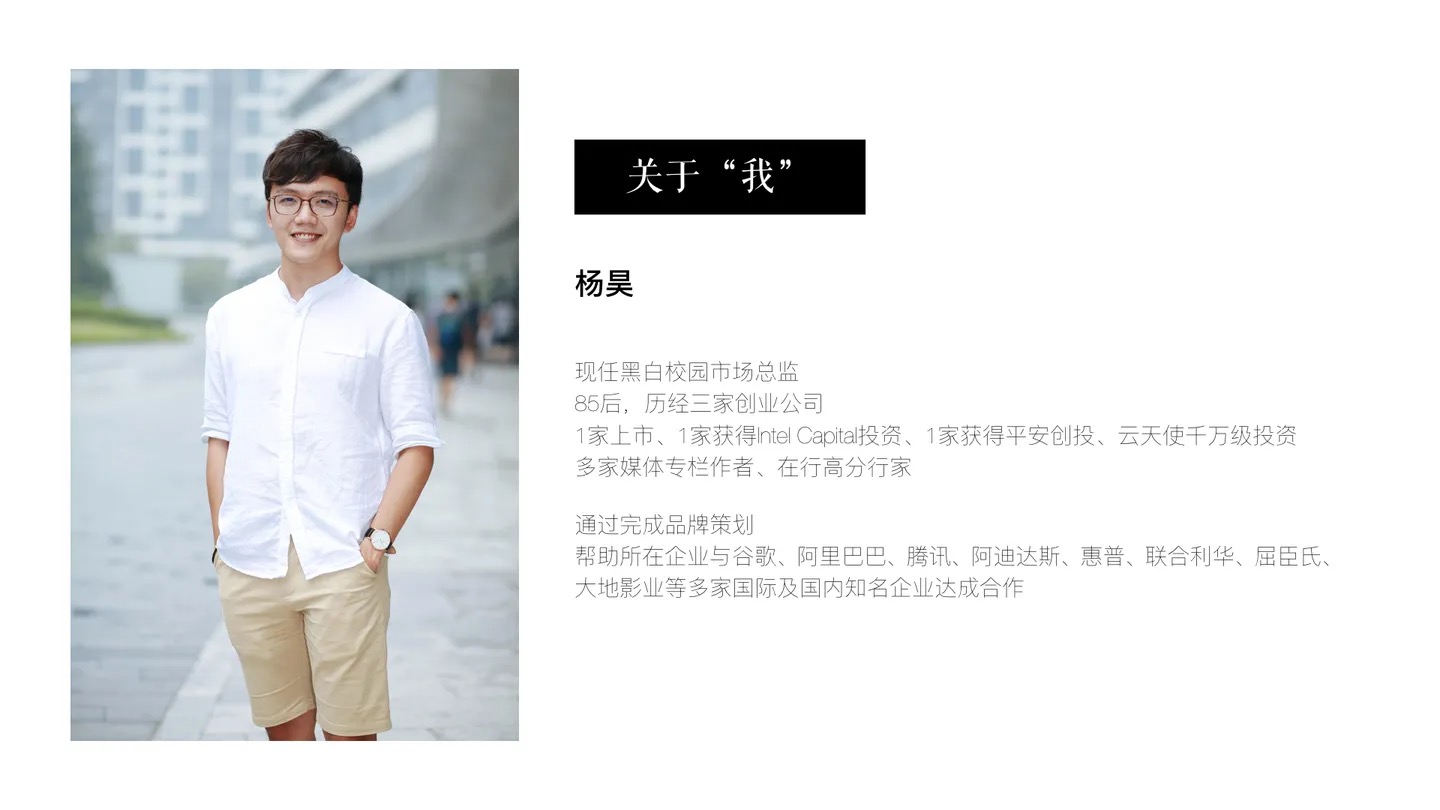 关于“我”
杨昊
现任黑白校园市场总监
85后，历经三家创业公司
1家上市、1家获得Intel Capital投资、1家获得平安创投、云天使千万级投资
多家媒体专栏作者、在行高分行家
通过完成品牌策划
帮助所在企业与谷歌、阿里巴巴、腾讯、阿迪达斯、惠普、联合利华、屈臣氏、
大地影业等多家国际及国内知名企业达成合作